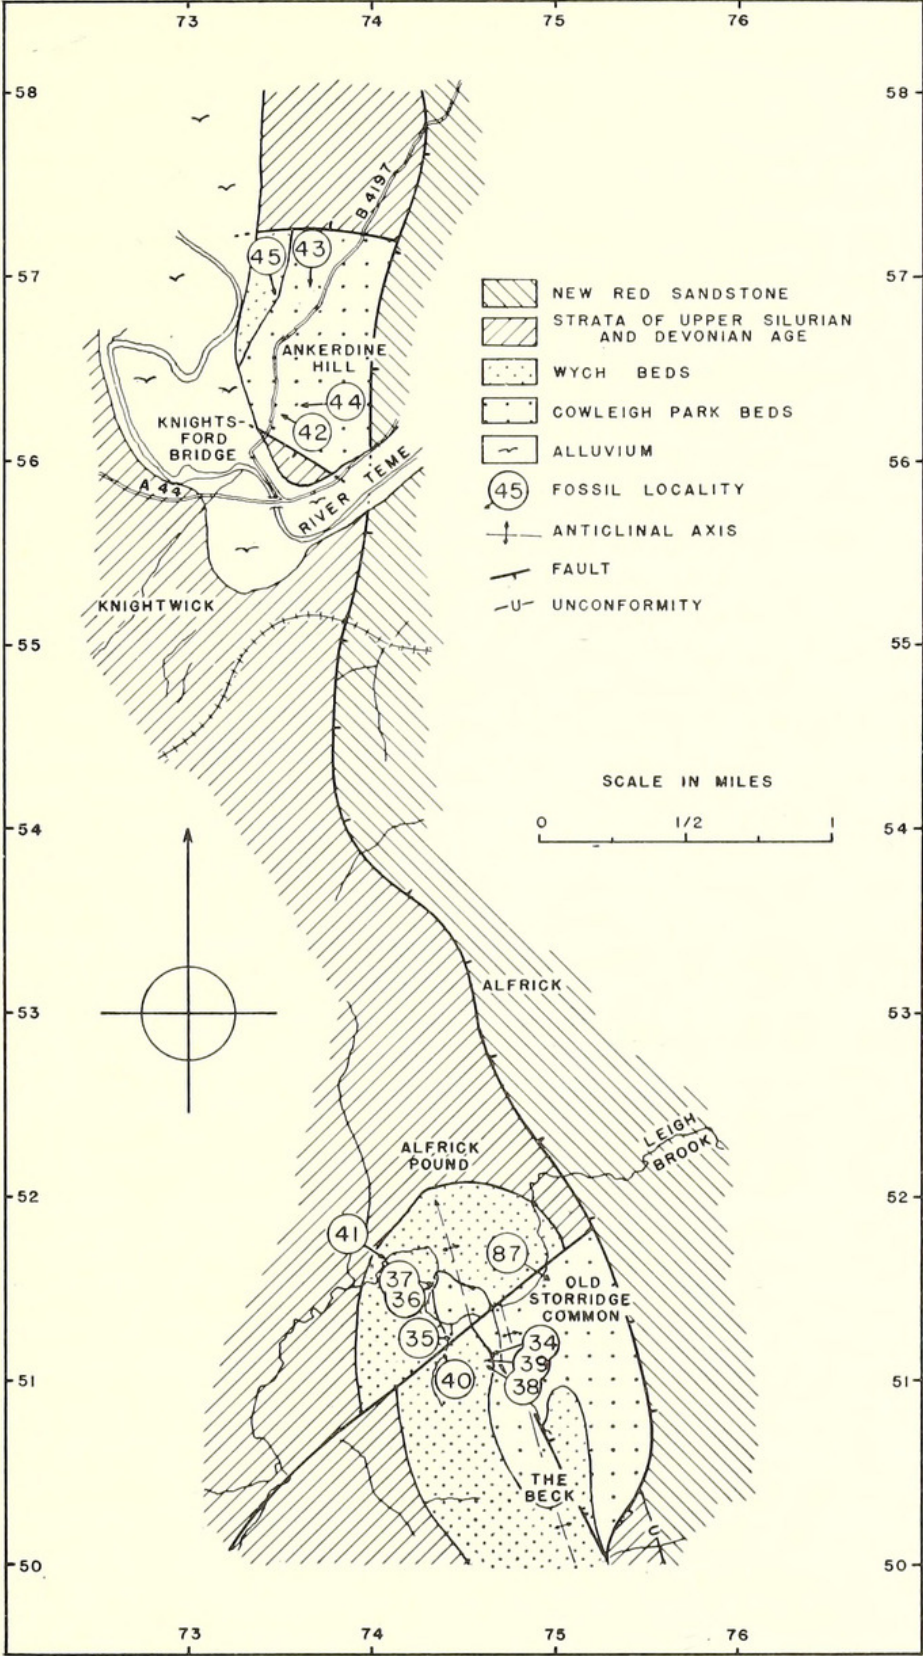 73 74 75 76
58 58
B 4197
45 43
57 57
NEW RED SANDSTONE
STRATA OF UPPER SILURIAN
AND DEVONIAN AGE
WYCH BEDS
COWLEIGH PARK BEDS
ALLUVIUM
45 FOSSIL LOCALITY
ANTICLINAL AXIS
FAULT
-U- UNCONFORMITY
ANKERDINE
HILL
44
42
KNIGHTS-
FORD
BRIDGE
56 56
A 44
RIVER TEME
KNIGHTWICK
55 55
SCALE IN MILES
0 1/2 1
54 54
ALFRICK
53 53
LEIGH
BROOK
ALFRICK
POUND
52 52
41
87
37
36
OLD
STORRIDGE
COMMON
35
34
39
38
40
51 51
THE
BECK
U
50 50
73 74 75 76